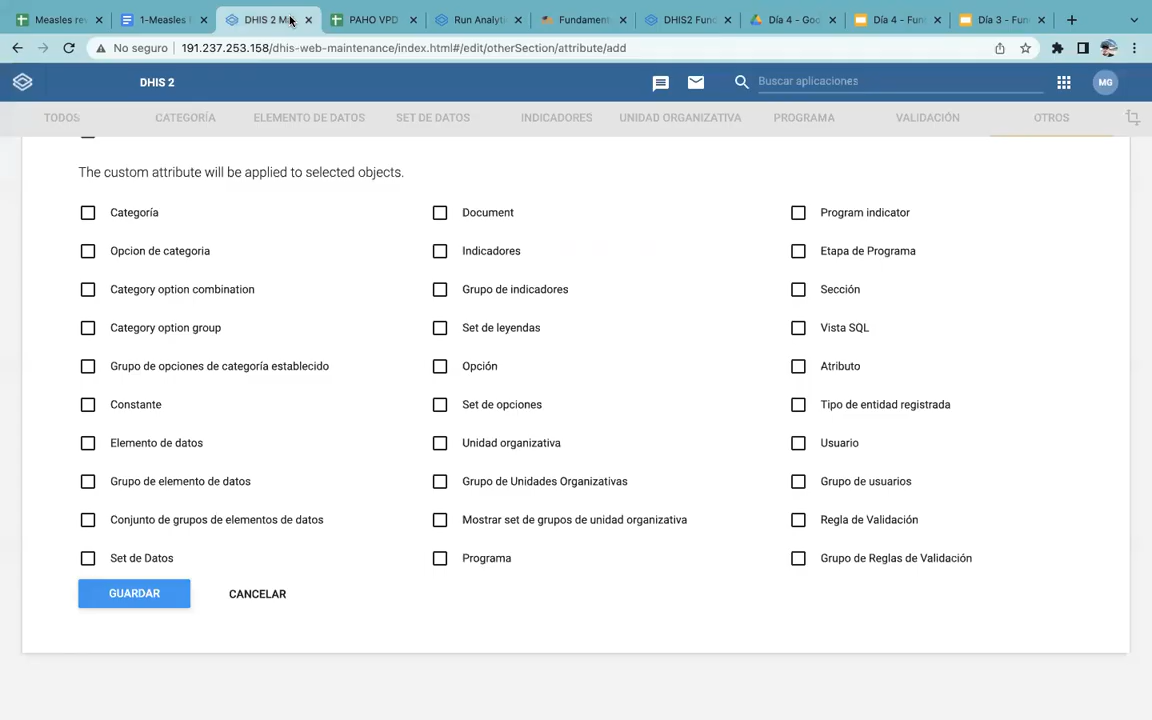 Measles rev
1-Measles
DHIS 2 Ma
PAHO VPD
Run Analyti
Fundament
DHIS2 Fund
Día 4 - Goo
Día 4 - Fun
Día 3 - Fun
No seguro
191.237.253.158/dhis-web-maintenance/index.html#/edit/otherSection/attribute/add
DHIS 2
Buscar aplicaciones
MG
TODOS
CATEGORÍA
ELEMENTO DE DATOS
SET DE DATOS
INDICADORES
UNIDAD ORGANIZATIVA
PROGRAMA
VALIDACIÓN
OTROS
The custom attribute will be applied to selected objects.
Categoría
Document
Program indicator
Opcion de categoria
Indicadores
Etapa de Programa
Category option combination
Grupo de indicadores
Sección
Category option group
Set de leyendas
Vista SQL
Grupo de opciones de categoría establecido
Opción
Atributo
Constante
Set de opciones
Tipo de entidad registrada
Elemento de datos
Unidad organizativa
Usuario
Grupo de elemento de datos
Grupo de Unidades Organizativas
Grupo de usuarios
Conjunto de grupos de elementos de datos
Mostrar set de grupos de unidad organizativa
Regla de Validación
Set de Datos
Programa
Grupo de Reglas de Validación
GUARDAR
CANCELAR